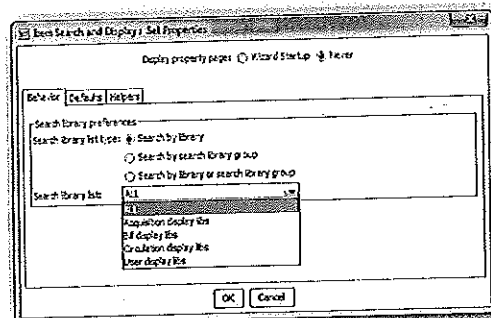 Item Search and Display : Set Properties
Display property pages: Wizard Startup Never
Behavior Defaults Helpers
Search library preferences
Search library list type: Search by library
Search by search library group
Search by library or search library group
Search library list: ALL
ALL
Acquisition display libs
Bill display libs
Circulation display libs
User display libs
OK Cancel